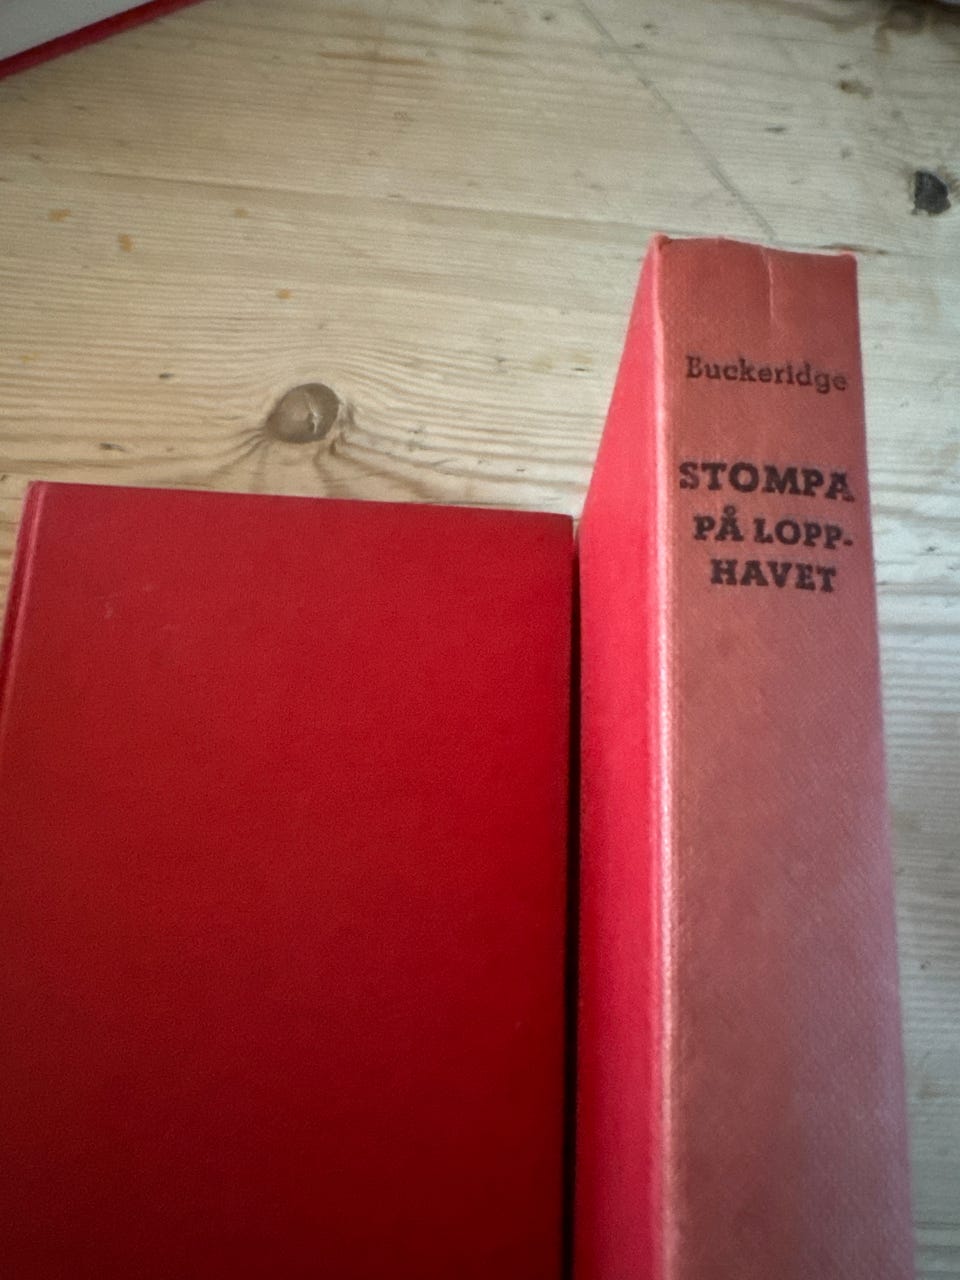 Buckeridge
STOMPA
PÅ LOPP-
HAVET